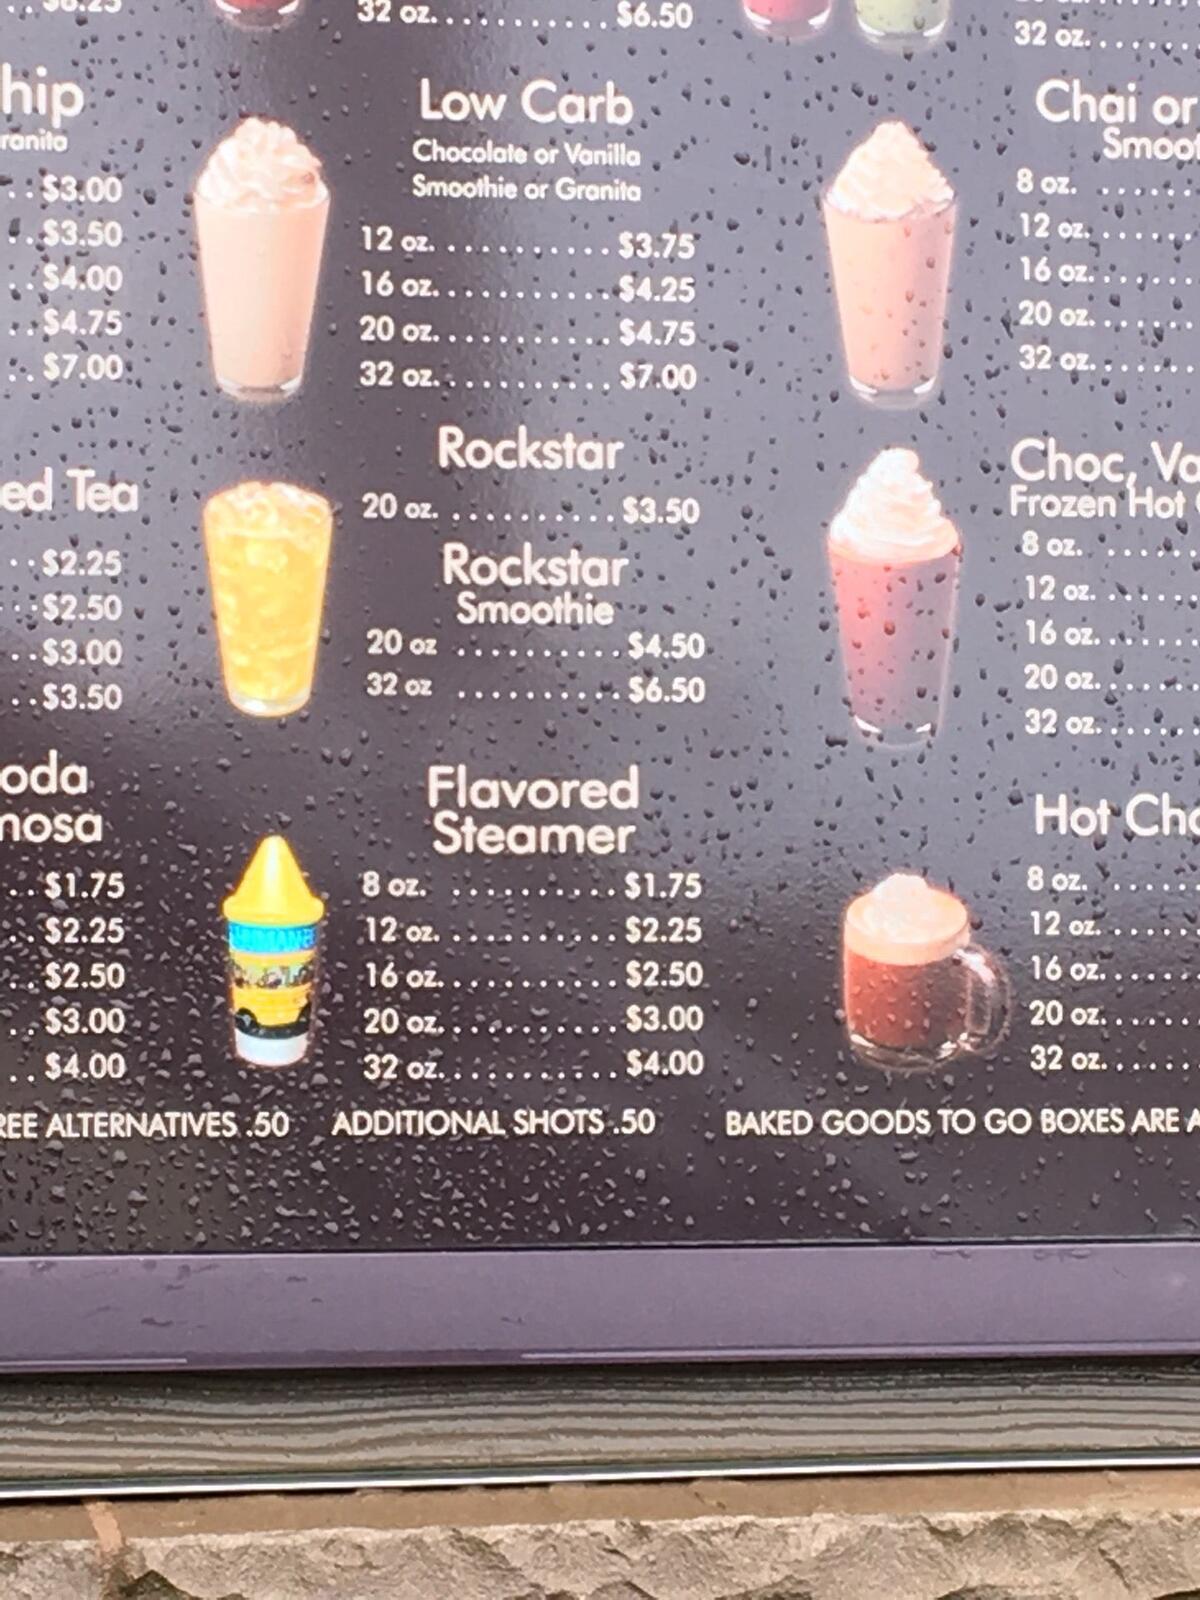 . . $6.25
hip
ranita
. . $3.00
. . $3.50
. . $4.00
. . $4.75
. . $7.00
ed Tea
. . . $2.25
. . . $2.50
. . . $3.00
. . . $3.50
oda
mosa
. . . $1.75
. . . $2.25
. . . $2.50
. . . $3.00
. . . $4.00
32 oz. . . . . . . . . . . . . $6.50
Low Carb
Chocolate or Vanilla
Smoothie or Granita
12 oz. . . . . . . . . . . . . $3.75
16 oz. . . . . . . . . . . . . $4.25
20 oz. . . . . . . . . . . . . $4.75
32 oz. . . . . . . . . . . . . $7.00
Rockstar
20 oz. . . . . . . . . . . . . $3.50
Rockstar
Smoothie
20 oz . . . . . . . . . . . . $4.50
32 oz . . . . . . . . . . . . $6.50
Flavored
Steamer
8 oz. . . . . . . . . . . . . $1.75
12 oz. . . . . . . . . . . . . $2.25
16 oz. . . . . . . . . . . . . $2.50
20 oz. . . . . . . . . . . . . $3.00
32 oz. . . . . . . . . . . . . $4.00
32 oz. . . . . . .
Chai or
Smoot
8 oz. . . . . . .
12 oz. . . . . . .
16 oz. . . . . . .
20 oz. . . . . . .
32 oz. . . . . . .
Choc, Va
Frozen Hot
8 oz. . . . . . .
12 oz. . . . . . .
16 oz. . . . . . .
20 oz. . . . . . .
32 oz. . . . . . .
Hot Cho
8 oz. . . . . . .
12 oz. . . . . . .
16 oz. . . . . . .
20 oz. . . . . . .
32 oz. . . . . . .
REE ALTERNATIVES .50 ADDITIONAL SHOTS .50 BAKED GOODS TO GO BOXES ARE A